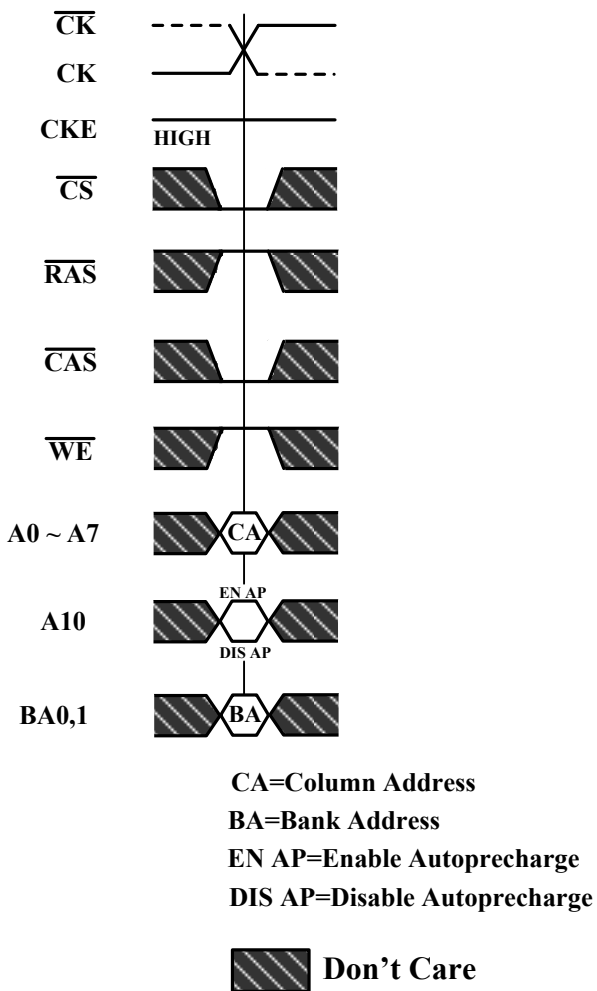 CK
CK
CKE
HIGH
CS
RAS
CAS
WE
A0 ~ A7
CA
EN AP
A10
DIS AP
BA0,1
BA
CA=Column Address
BA=Bank Address
EN AP=Enable Autoprecharge
DIS AP=Disable Autoprecharge
Don't Care